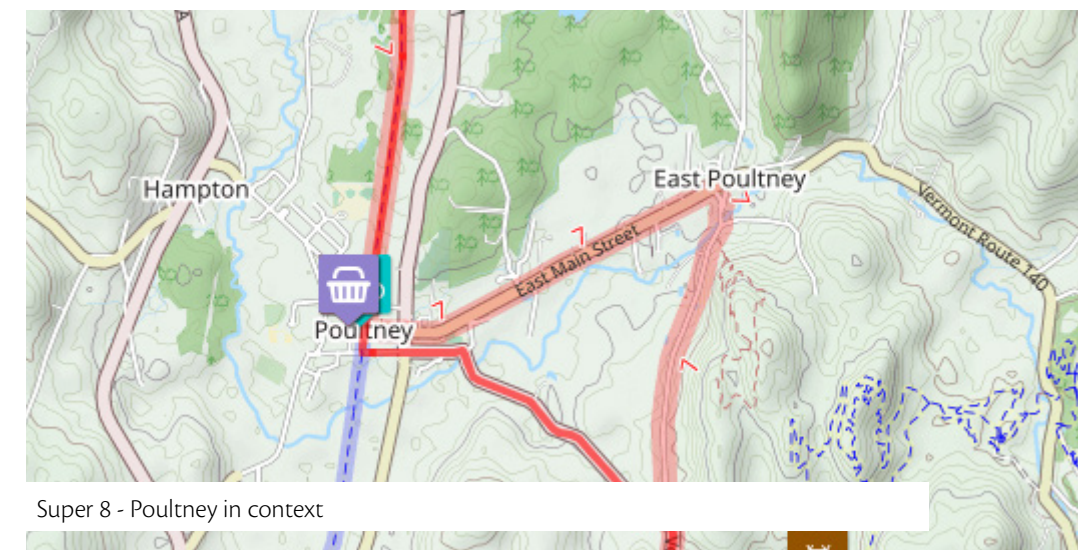 Hampton
East Poultney
Vermont Route 140
East Main Street
Poultney
Super 8 - Poultney in context